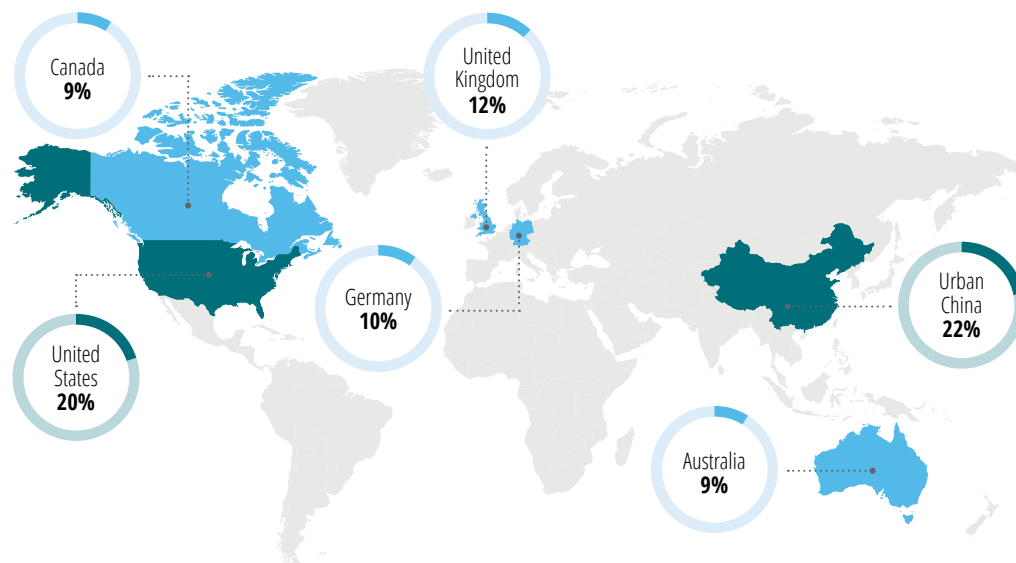 Canada
9%
United
Kingdom
12%
Germany
10%
United
States
20%
Urban
China
22%
Australia
9%